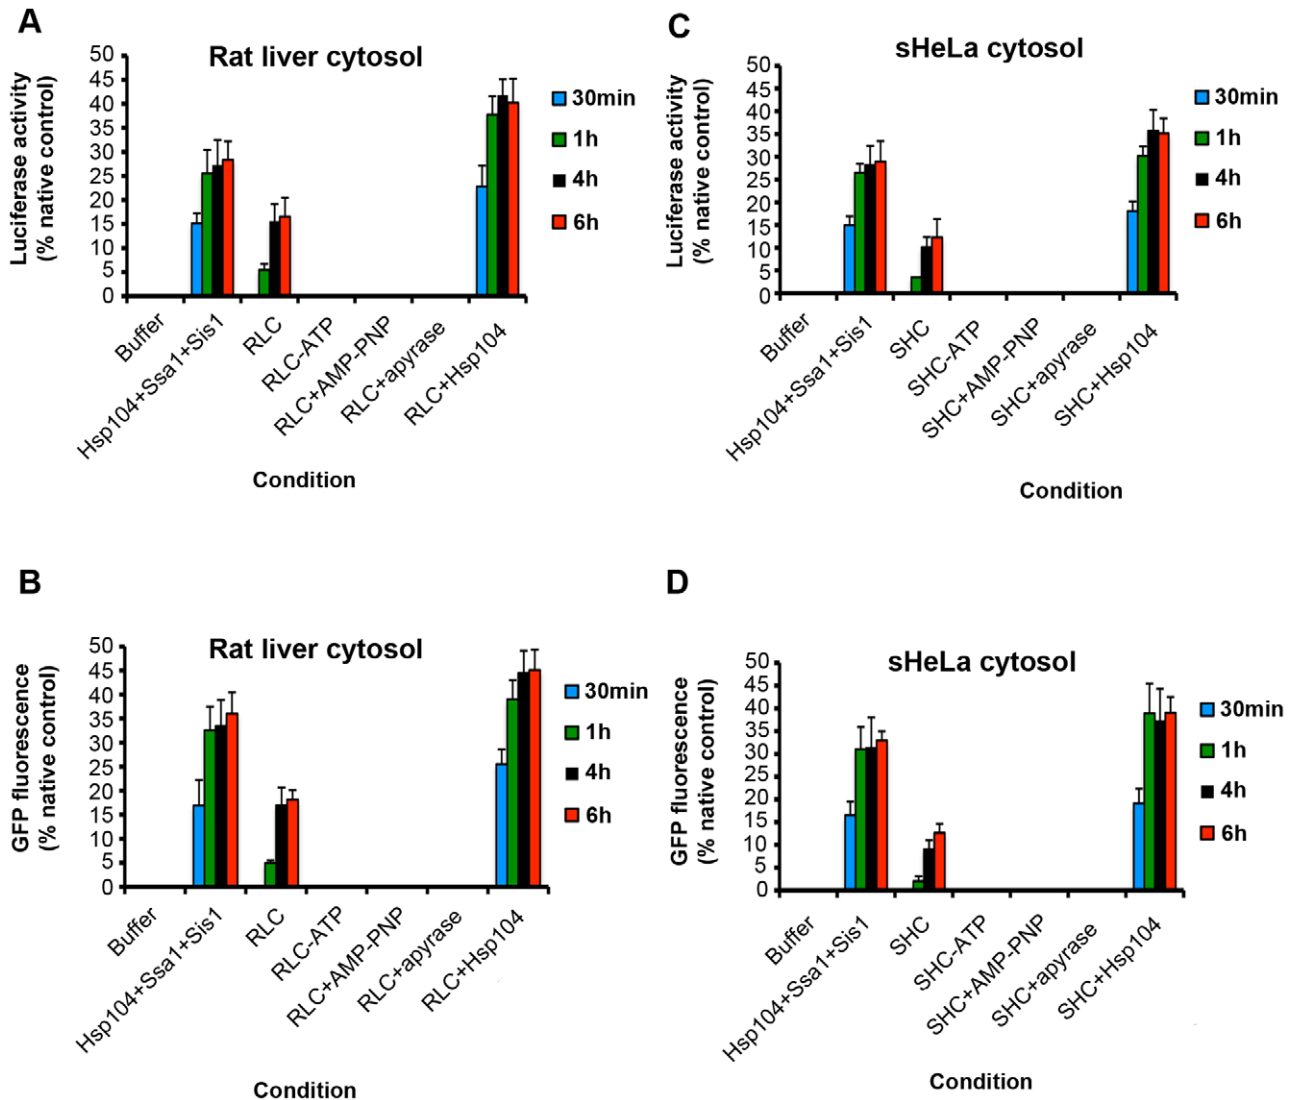 A
Rat liver cytosol
Luciferase activity
(% native control)
50
45
40
35
30
25
20
15
10
5
0
30min
1h
4h
6h
Buffer
Hsp104+Ssa1+Sis1
RLC
RLC-ATP
RLC+AMP-PNP
RLC+apyrase
RLC+Hsp104
Condition
C
sHeLa cytosol
Luciferase activity
(% native control)
50
45
40
35
30
25
20
15
10
5
0
30min
1h
4h
6h
Buffer
Hsp104+Ssa1+Sis1
SHC
SHC-ATP
SHC+AMP-PNP
SHC+apyrase
SHC+Hsp104
Condition
B
Rat liver cytosol
GFP fluorescence
(% native control)
50
45
40
35
30
25
20
15
10
5
0
30min
1h
4h
6h
Buffer
Hsp104+Ssa1+Sis1
RLC
RLC-ATP
RLC+AMP-PNP
RLC+apyrase
RLC+Hsp104
Condition
D
sHeLa cytosol
GFP fluorescence
(% native control)
50
45
40
35
30
25
20
15
10
5
0
30min
1h
4h
6h
Buffer
Hsp104+Ssa1+Sis1
SHC
SHC-ATP
SHC+AMP-PNP
SHC+apyrase
SHC+Hsp104
Condition